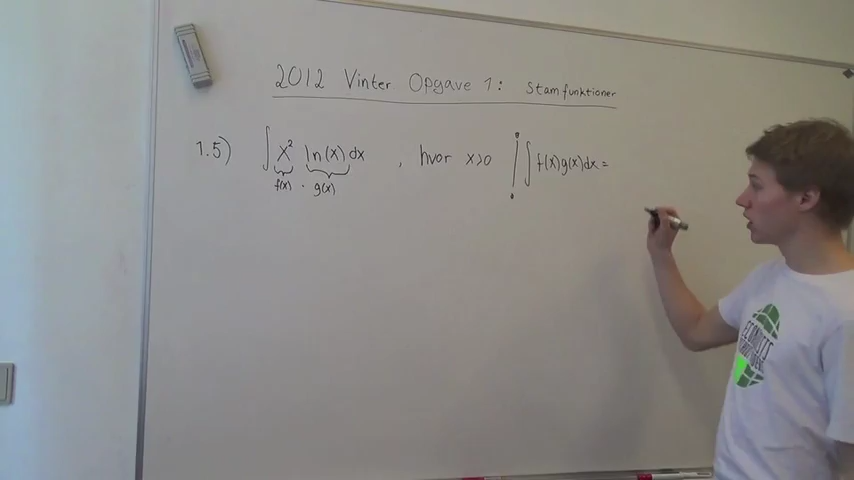 2012 Vinter Opgave 1: Stamfunktioner
1.5) ∫ x² ln(x) dx , hvor x>0 ∫ f(x)g(x)dx =
f(x) · g(x)